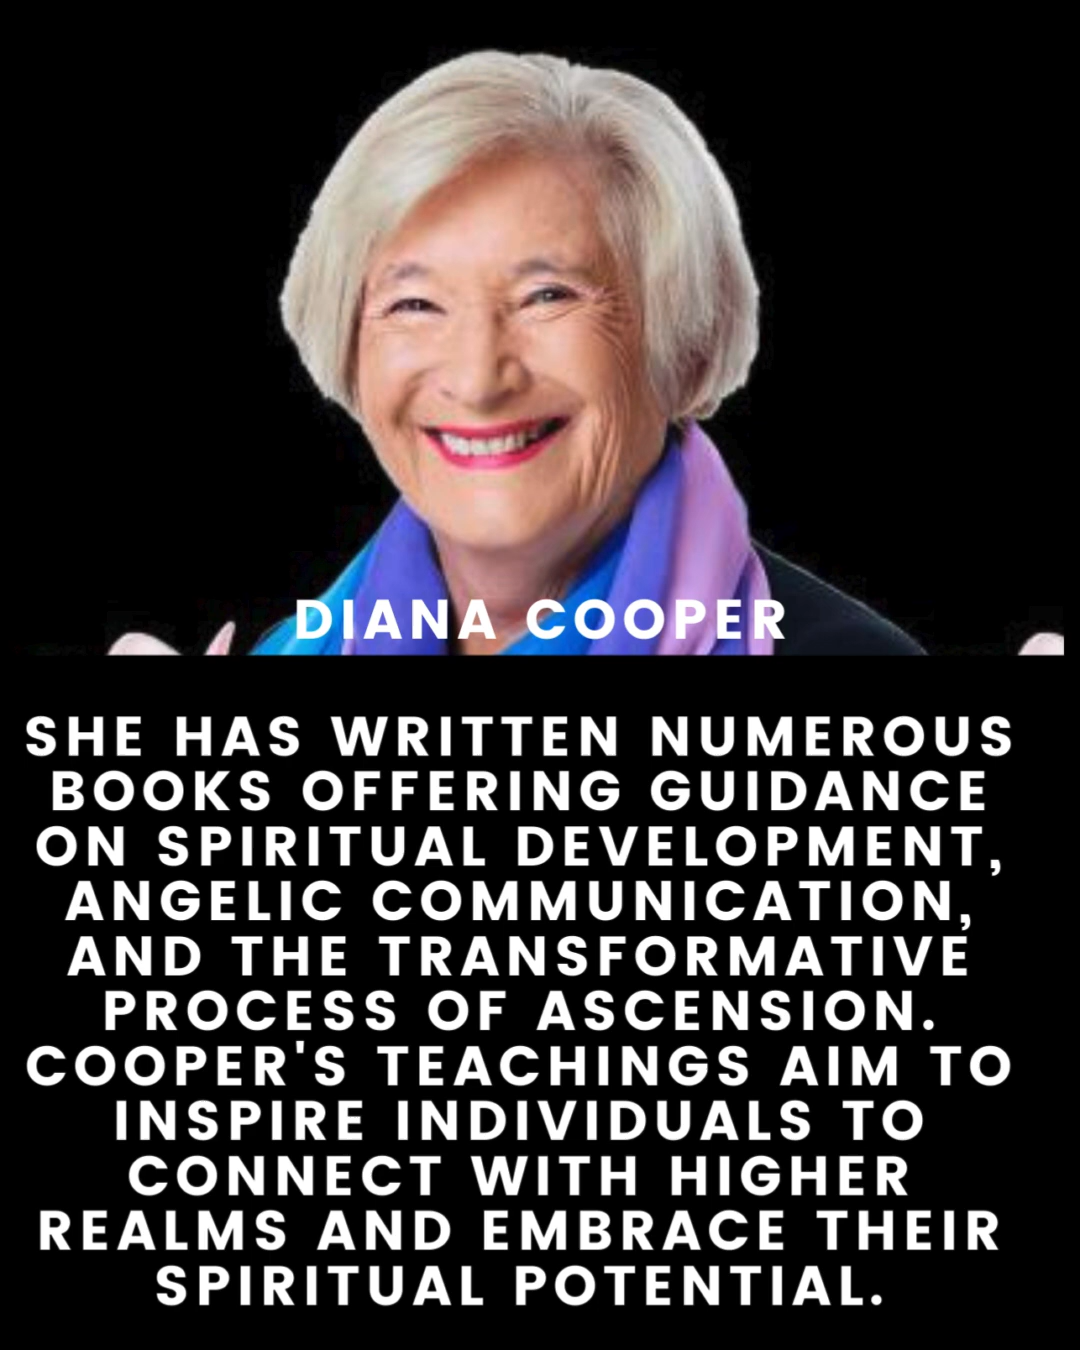 DIANA COOPER
SHE HAS WRITTEN NUMEROUS
BOOKS OFFERING GUIDANCE
ON SPIRITUAL DEVELOPMENT,
ANGELIC COMMUNICATION,
AND THE TRANSFORMATIVE
PROCESS OF ASCENSION.
COOPER'S TEACHINGS AIM TO
INSPIRE INDIVIDUALS TO
CONNECT WITH HIGHER
REALMS AND EMBRACE THEIR
SPIRITUAL POTENTIAL.